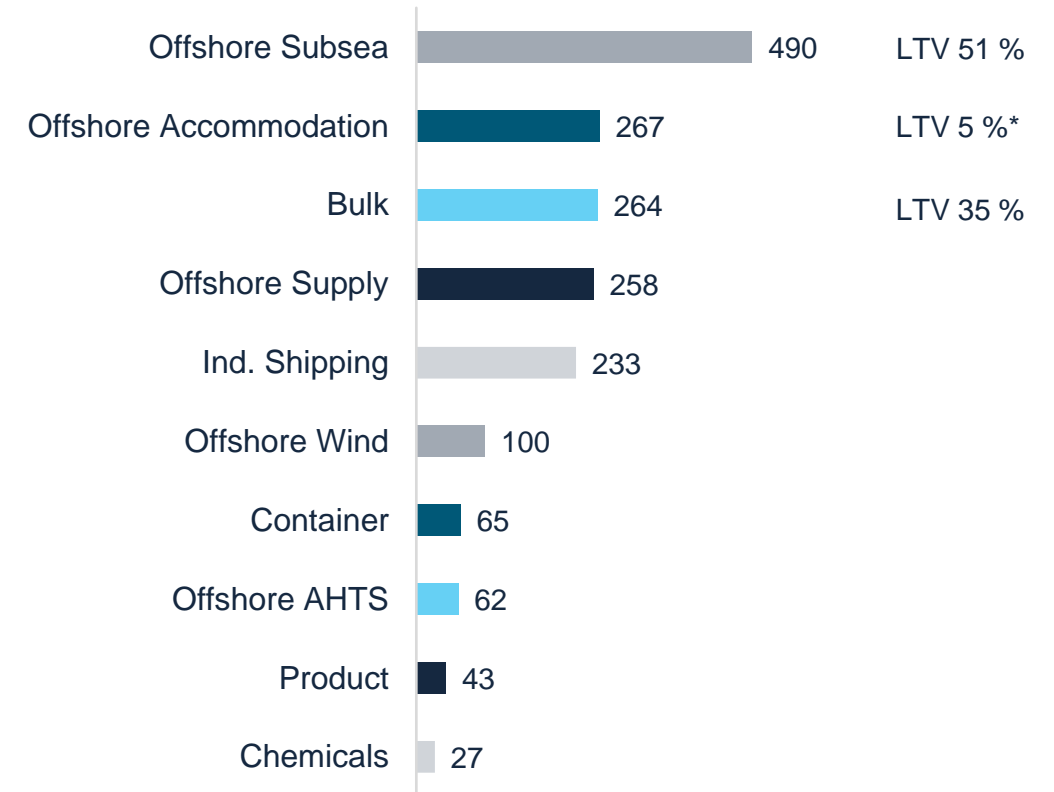 Offshore Subsea 490 LTV 51 %
Offshore Accommodation 267 LTV 5 %*
Bulk 264 LTV 35 %
Offshore Supply 258
Ind. Shipping 233
Offshore Wind 100
Container 65
Offshore AHTS 62
Product 43
Chemicals 27